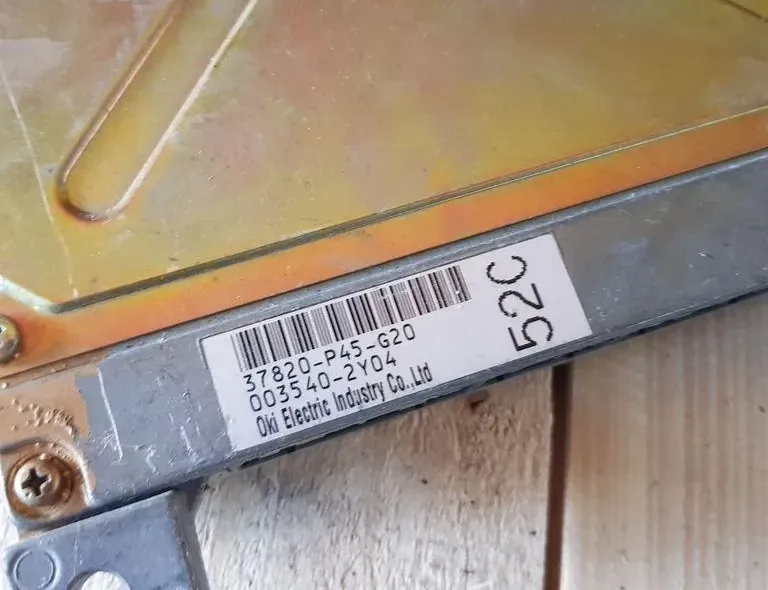 37820-P45-G20
003540-2Y04
Oki Electric Industry Co.,Ltd
52C